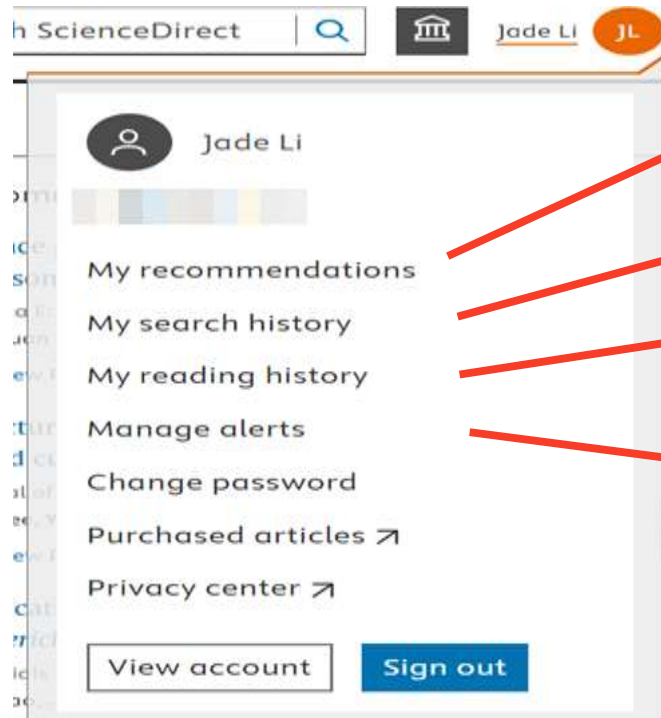 h ScienceDirect
Jade Li
JL
Jade Li
My recommendations
My search history
My reading history
Manage alerts
Change password
Purchased articles
Privacy center
View account
Sign out